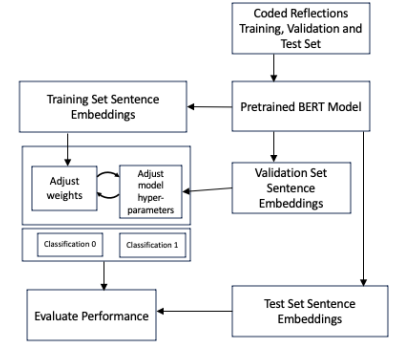 Coded Reflections
Training, Validation and
Test Set
Training Set Sentence
Embeddings
Pretrained BERT Model
Adjust
weights
Adjust
model
hyper-
parameters
Validation Set
Sentence
Embeddings
Classification 0
Classification 1
Evaluate Performance
Test Set Sentence
Embeddings